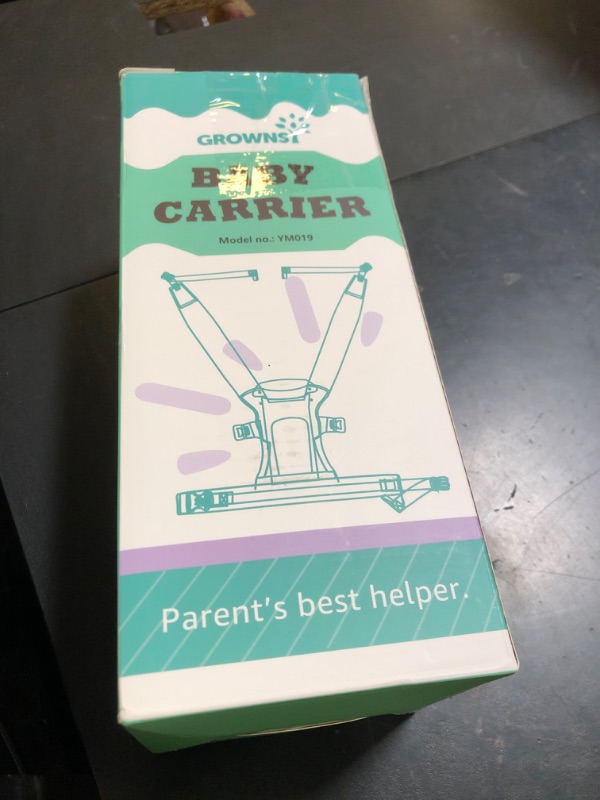 GROWNSY
BABY
CARRIER
Model no.: YM019
Parent's best helper.